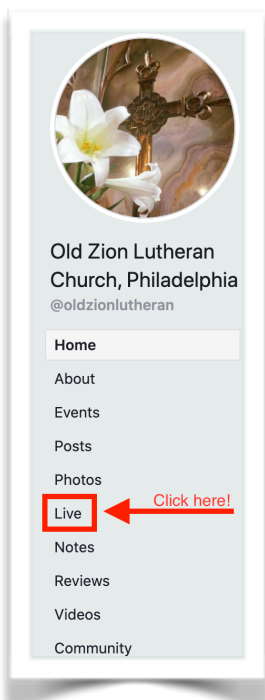 Old Zion Lutheran
Church, Philadelphia
@oldzionlutheran
Home
About
Events
Posts
Photos
Click here!
Live
Notes
Reviews
Videos
Community